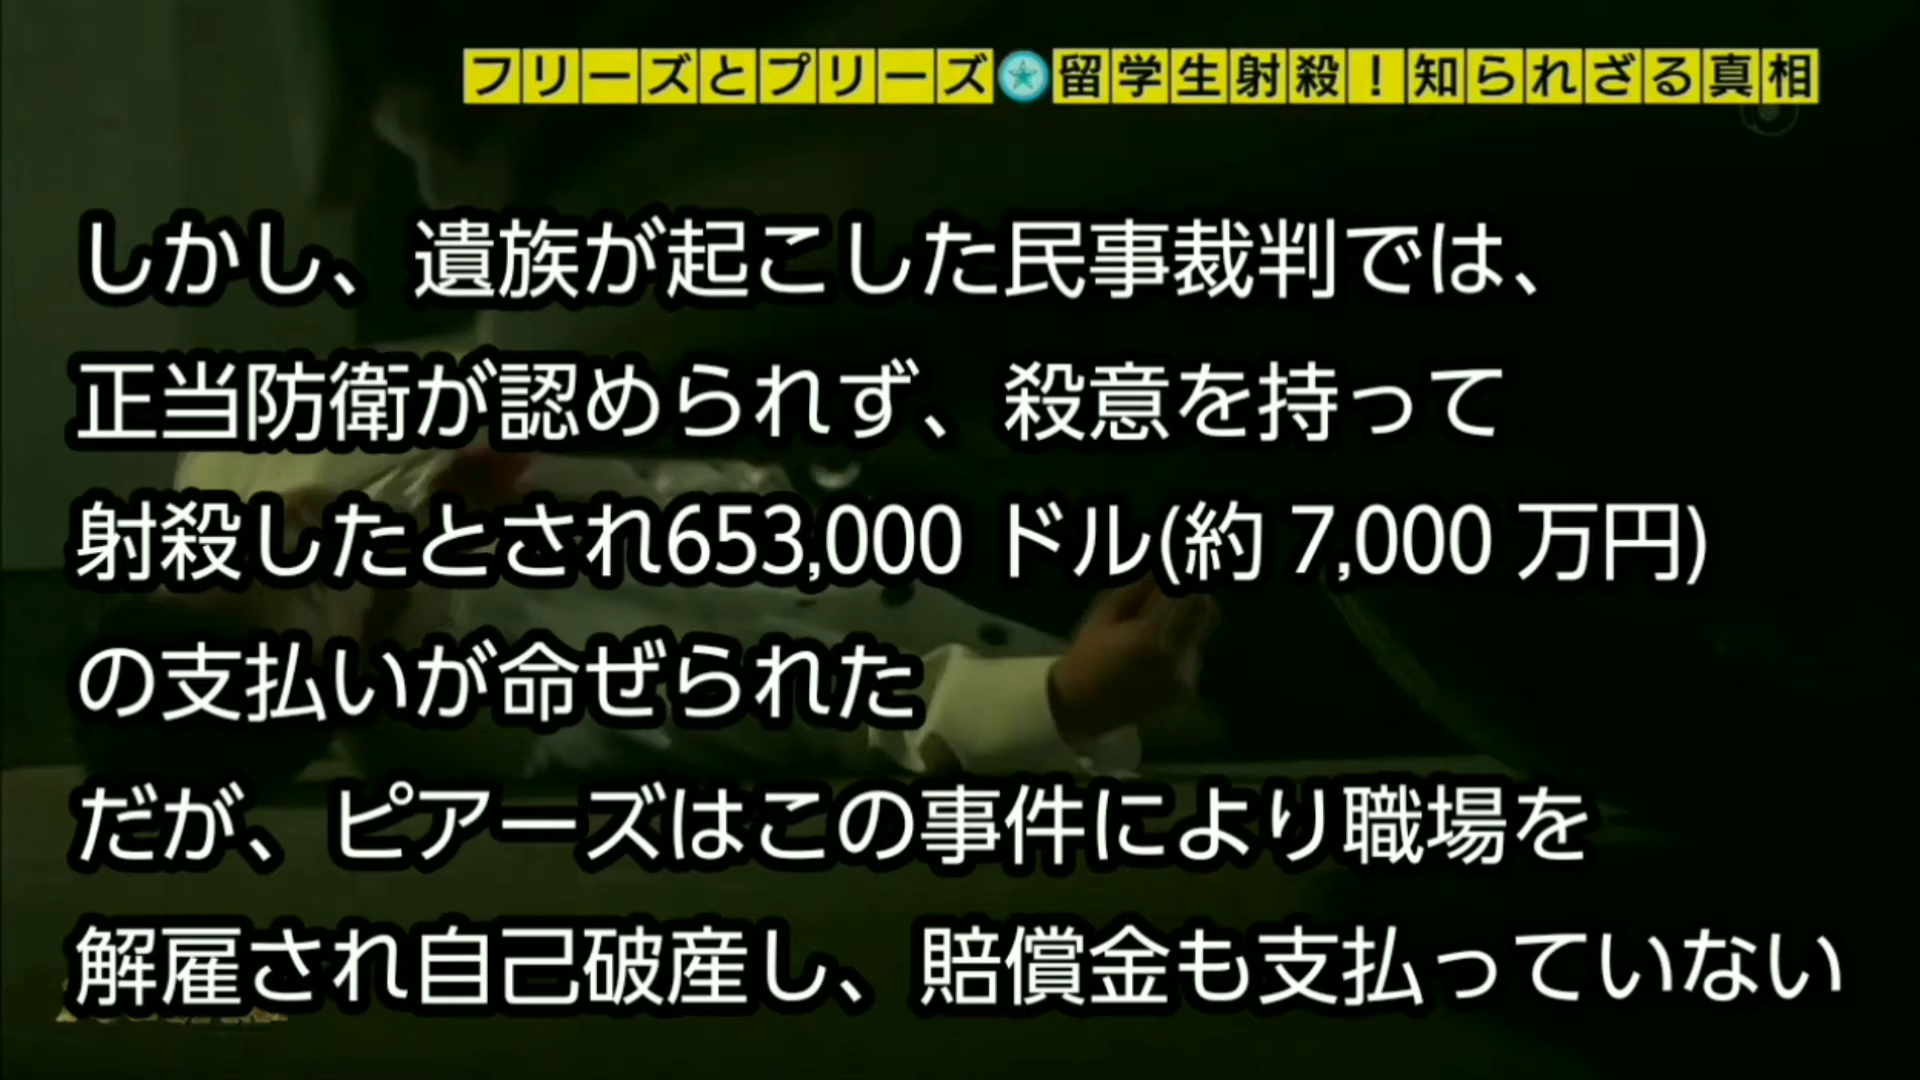 フリーズとプリーズ★留学生射殺!知られざる真相
しかし、遺族が起こした民事裁判では、
正当防衛が認められず、殺意を持って
射殺したとされ653,000 ドル(約 7,000 万円)
の支払いが命ぜられた
だが、ピアーズはこの事件により職場を
解雇され自己破産し、賠償金も支払っていない